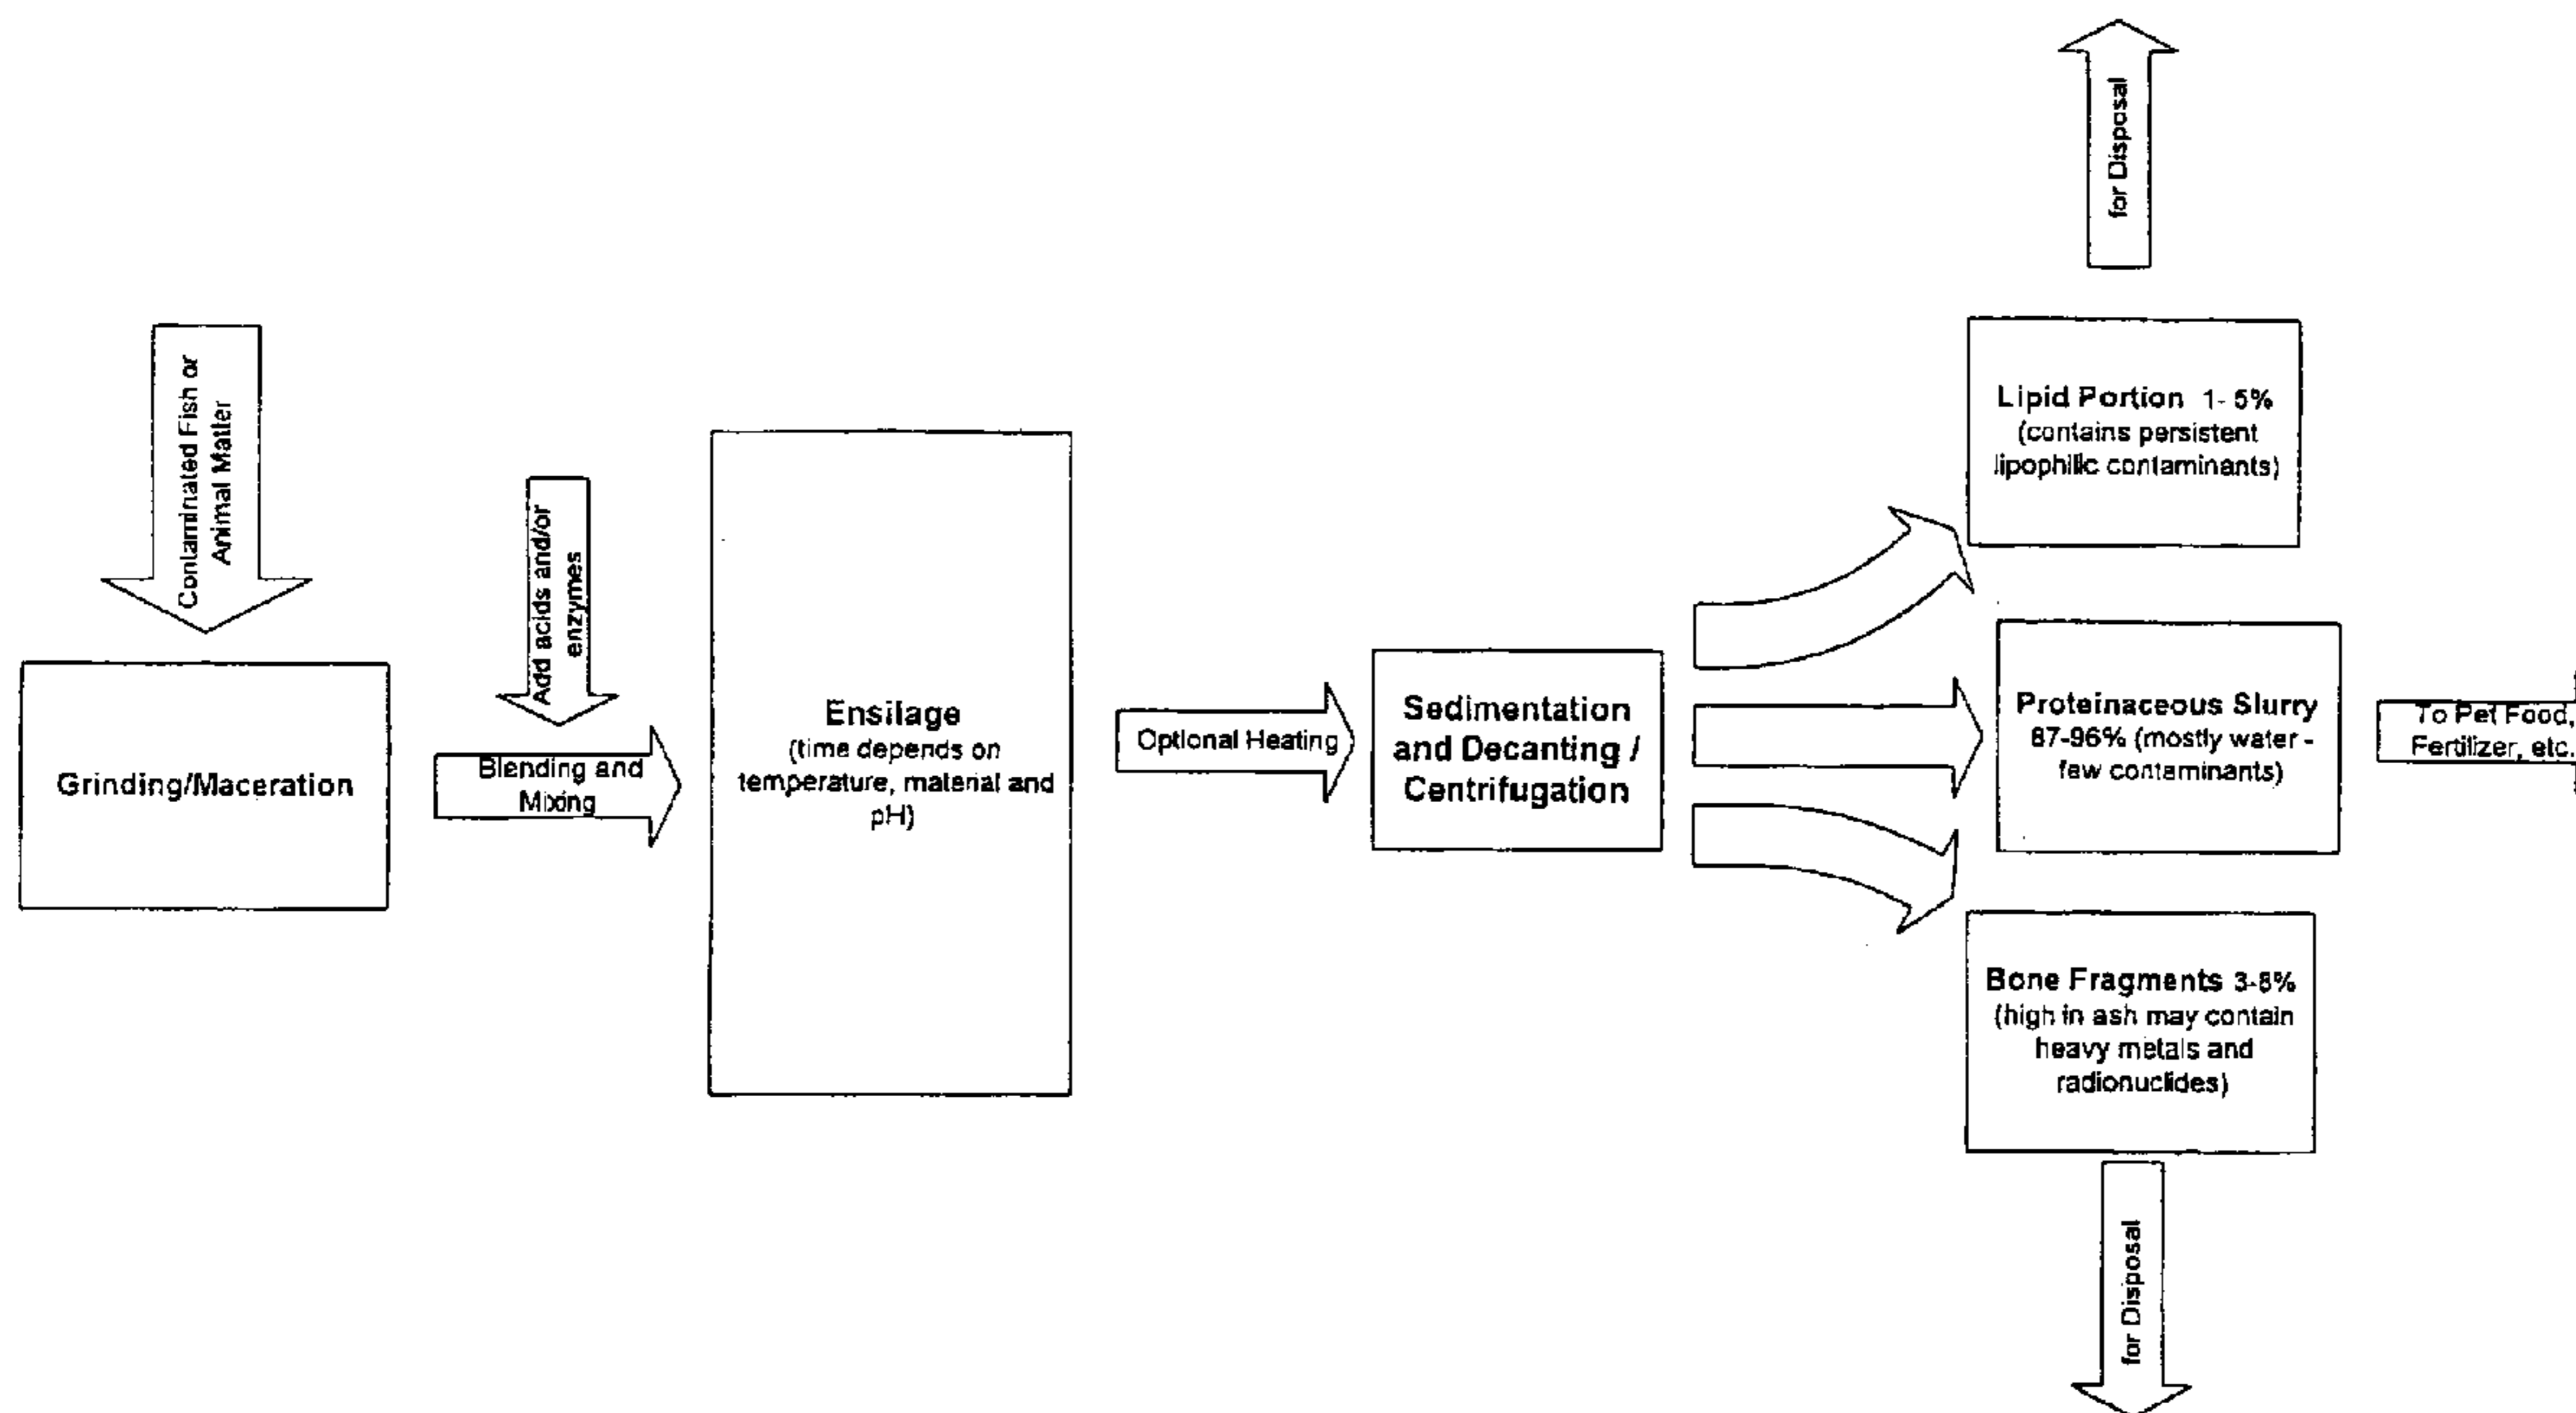 Contaminated Fish or
Animal Matter
Grinding/Maceration
Add acids and/or
enzymes
Blending and
Mixing
Ensilage
(time depends on
temperature, material and
pH)
Optional Heating
Sedimentation
and Decanting /
Centrifugation
for Disposal
Lipid Portion 1- 5%
(contains persistent
lipophilic contaminants)
Proteinaceous Slurry
87-96% (mostly water -
few contaminants)
To Pet Food,
Fertilizer, etc.
Bone Fragments 3-8%
(high in ash may contain
heavy metals and
radionuclides)
for Disposal